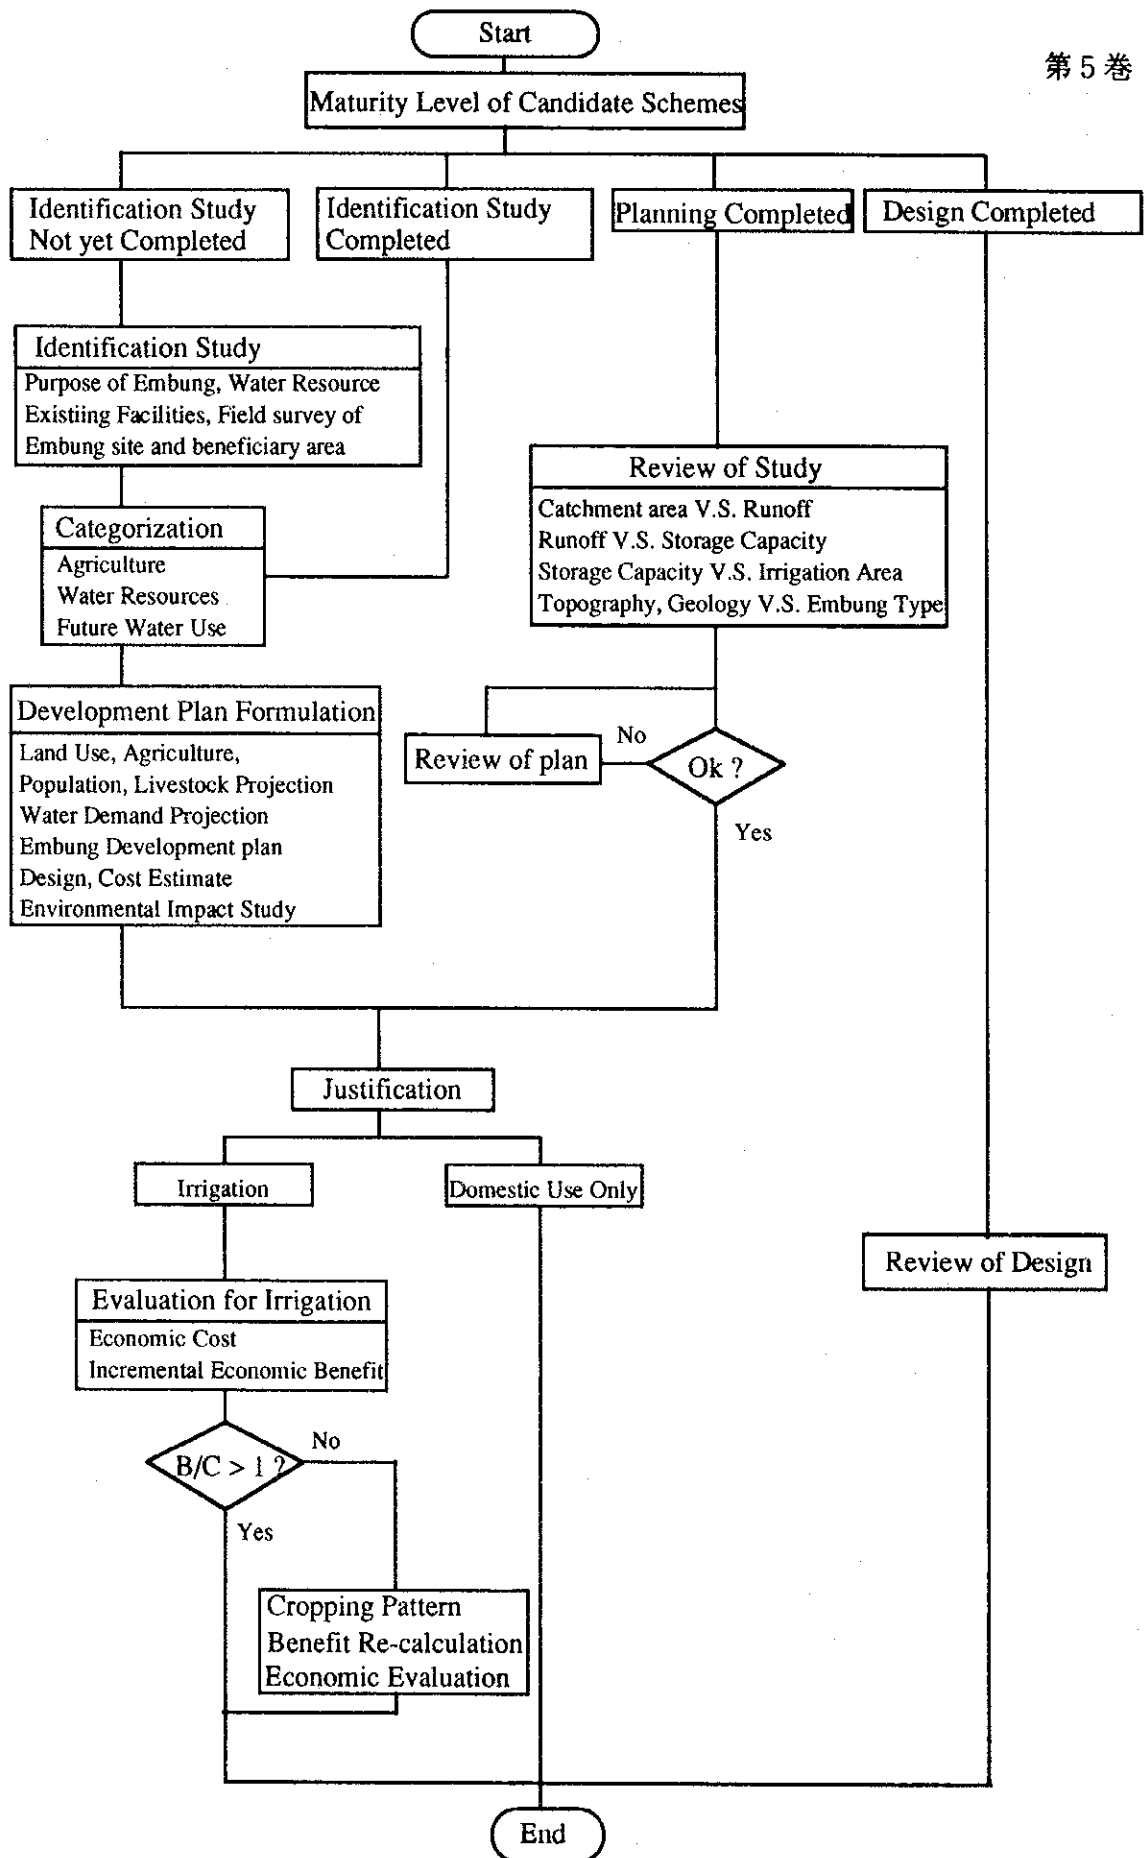 Start
第5巻
Maturity Level of Candidate Schemes
Identification Study
Not yet Completed
Identification Study
Completed
Planning Completed
Design Completed
Identification Study
Purpose of Embung, Water Resource
Existiing Facilities, Field survey of
Embung site and beneficiary area
Review of Study
Catchment area V.S. Runoff
Runoff V.S. Storage Capacity
Storage Capacity V.S. Irrigation Area
Topography, Geology V.S. Embung Type
Categorization
Agriculture
Water Resources
Future Water Use
Development Plan Formulation
Land Use, Agriculture,
Population, Livestock Projection
Water Demand Projection
Embung Development plan
Design, Cost Estimate
Environmental Impact Study
Review of plan
No
Ok ?
Yes
Justification
Irrigation
Domestic Use Only
Review of Design
Evaluation for Irrigation
Economic Cost
Incremental Economic Benefit
B/C > 1 ?
No
Yes
Cropping Pattern
Benefit Re-calculation
Economic Evaluation
End